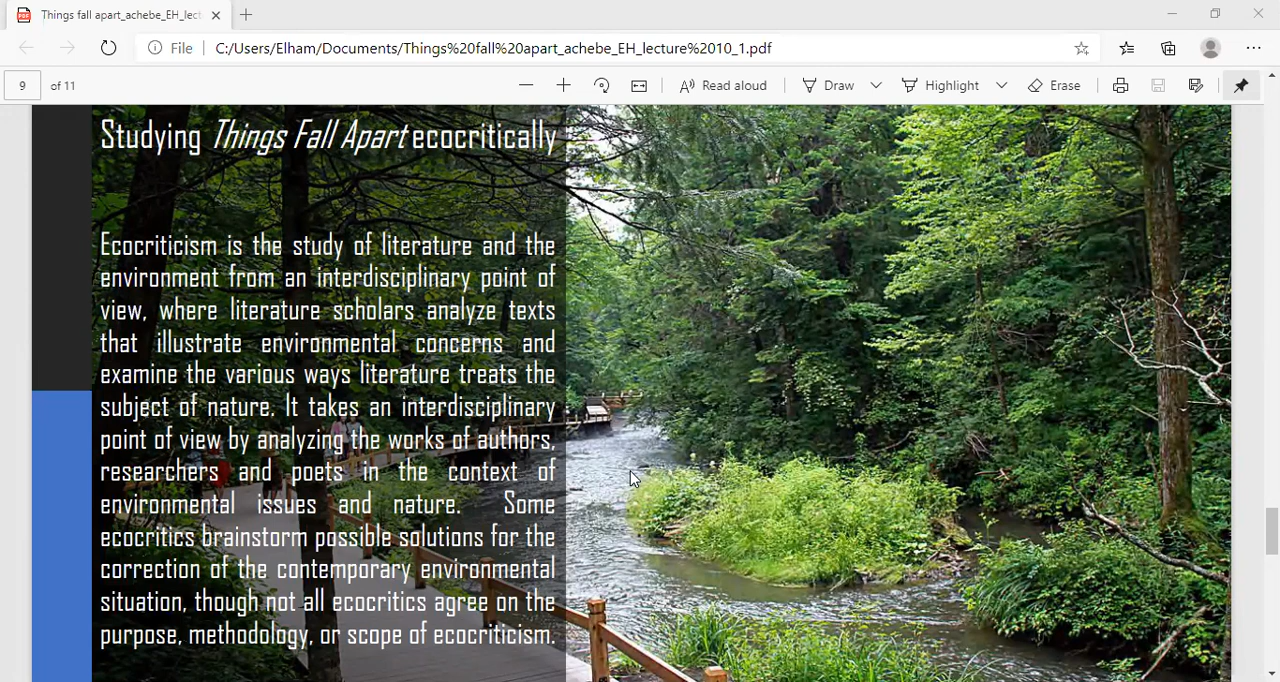 Things fall apart_achebe_EH_lect
File
C:/Users/Elham/Documents/Things%20fall%20apart_achebe_EH_lecture%2010_1.pdf
9 of 11
Read aloud
Draw
Highlight
Erase
Studying Things Fall Apart ecocritically
Ecocriticism is the study of literature and the
environment from an interdisciplinary point of
view, where literature scholars analyze texts
that illustrate environmental concerns and
examine the various ways literature treats the
subject of nature. It takes an interdisciplinary
point of view by analyzing the works of authors,
researchers and poets in the context of
environmental issues and nature. Some
ecocritics brainstorm possible solutions for the
correction of the contemporary environmental
situation, though not all ecocritics agree on the
purpose, methodology, or scope of ecocriticism.